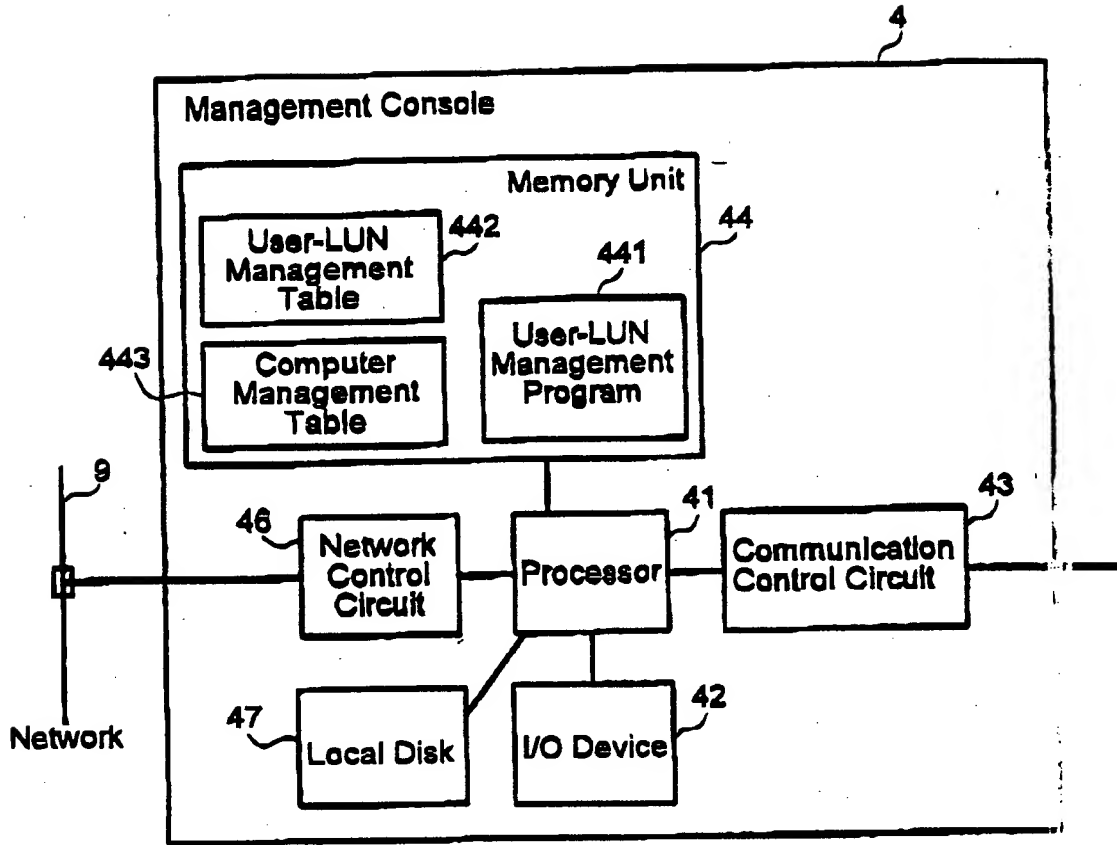 4
Management Console
Memory Unit
44
User-LUN
Management
Table
442
441
User-LUN
Management
Program
443
Computer
Management
Table
9
46
Network
Control
Circuit
41
Processor
43
Communication
Control Circuit
Network
47
Local Disk
42
I/O Device